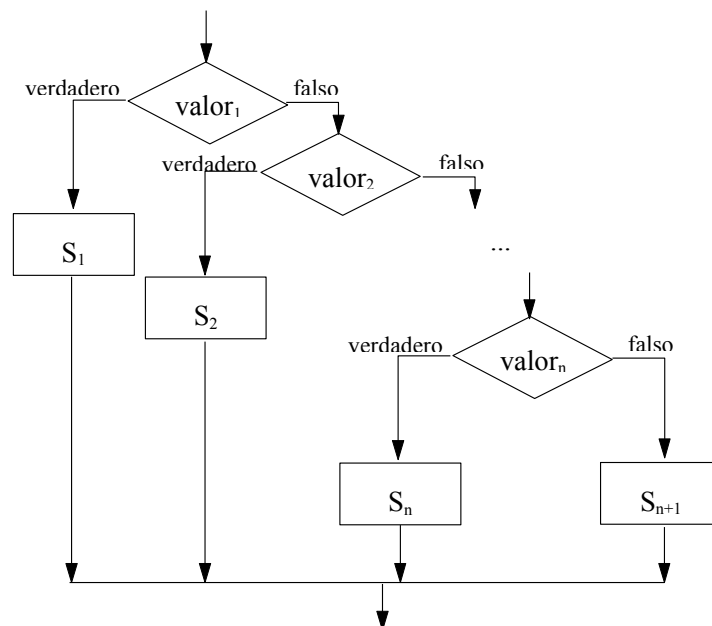 verdadero
falso
valor₁
verdadero
falso
valor₂
S₁
...
S₂
verdadero
falso
valorₙ
Sₙ
Sₙ₊₁